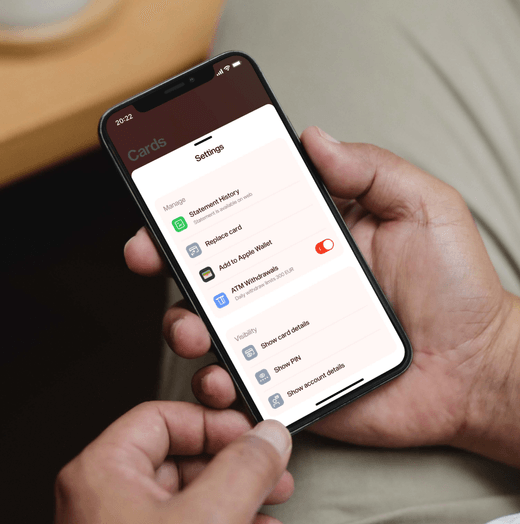 20:22
Cards
Settings
Manage
Statement History
Statement is available on web
Replace card
Add to Apple Wallet
ATM Withdrawals
Daily withdraw limits 300 EUR
Visibility
Show card details
Show PIN
Show account details